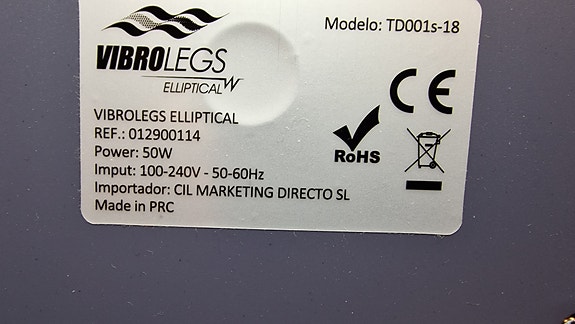 Modelo: TD001s-18
VIBROLEGS
ELLIPTICAL W
VIBROLEGS ELLIPTICAL
REF.: 012900114
Power: 50W
Imput: 100-240V - 50-60Hz
Importador: CIL MARKETING DIRECTO SL
Made in PRC
CE
RoHS